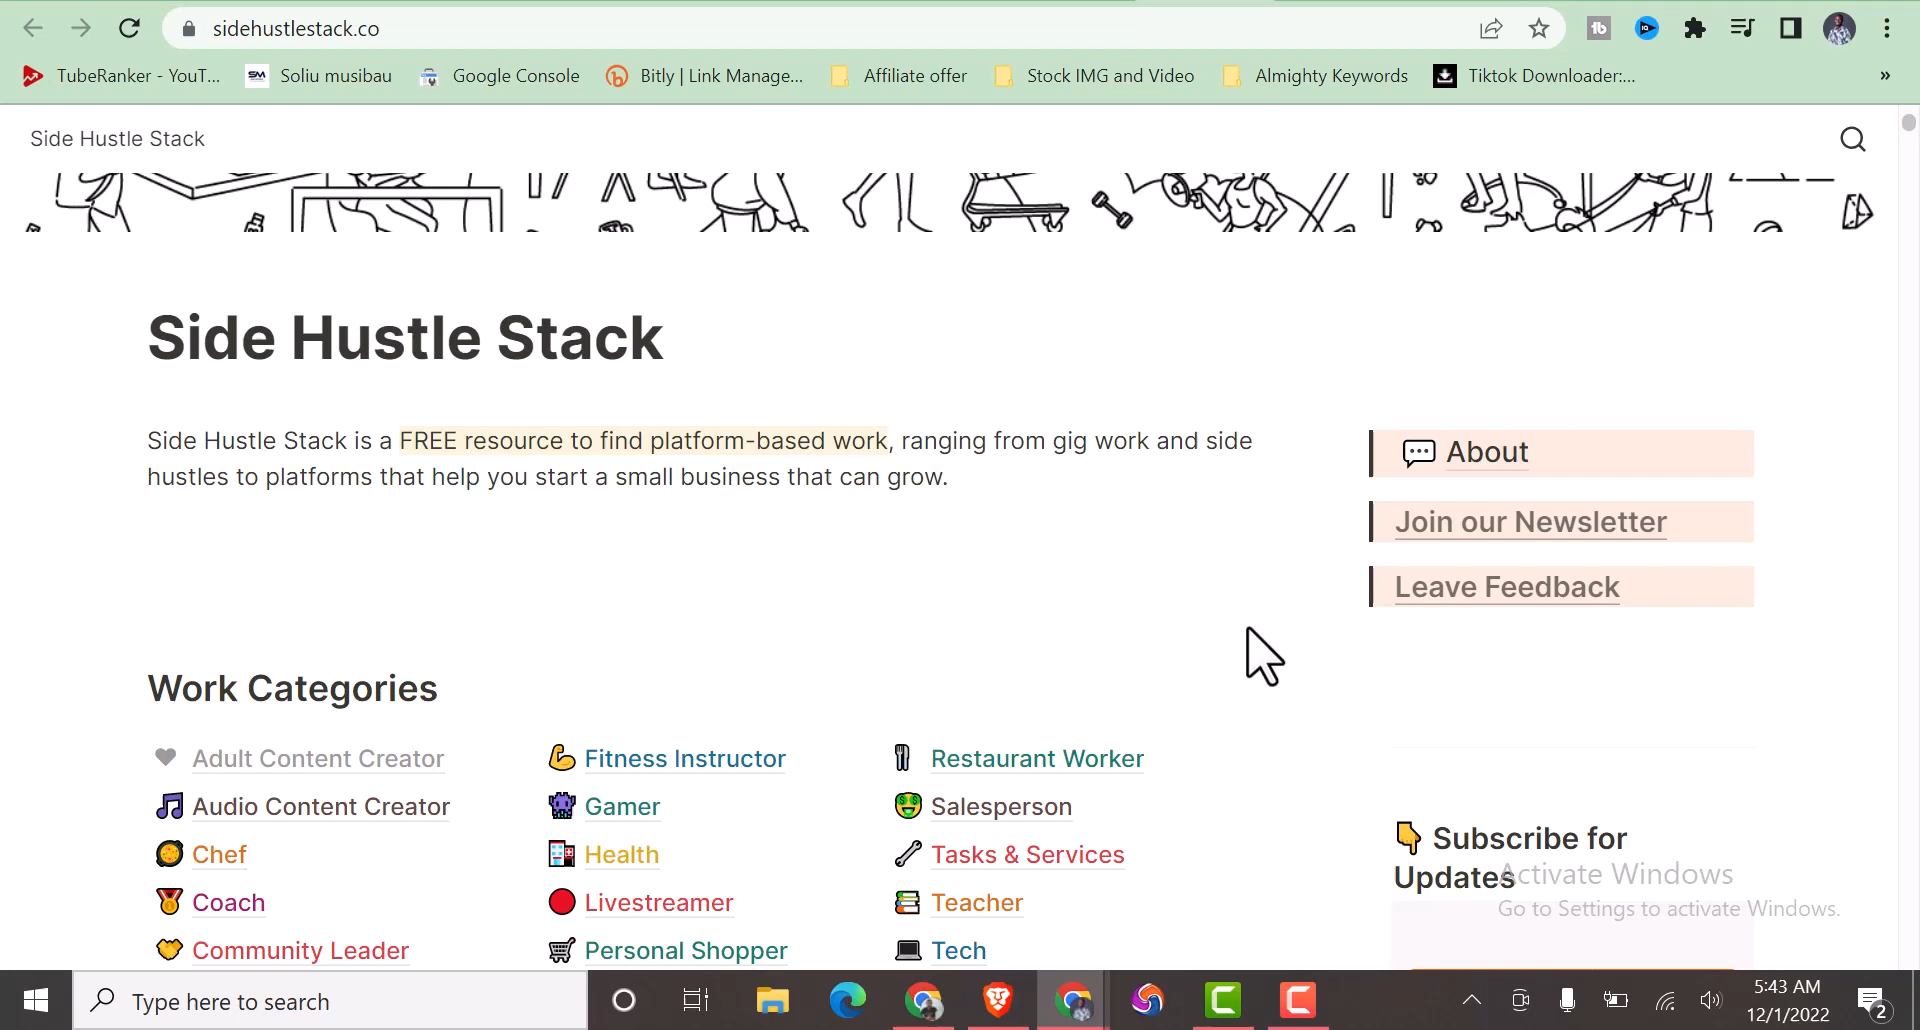 sidehustlestack.co
tb
TubeRanker - YouT...
SM
Soliu musibau
Google Console
Bitly | Link Manage...
Affiliate offer
Stock IMG and Video
Almighty Keywords
Tiktok Downloader:...
»
Side Hustle Stack
Side Hustle Stack
Side Hustle Stack is a FREE resource to find platform-based work, ranging from gig work and side
hustles to platforms that help you start a small business that can grow.
About
Join our Newsletter
Leave Feedback
Work Categories
Adult Content Creator
Fitness Instructor
Restaurant Worker
Audio Content Creator
Gamer
Salesperson
Chef
Health
Tasks & Services
Coach
Livestreamer
Teacher
Community Leader
Personal Shopper
Tech
Subscribe for
Updates
Activate Windows
Go to Settings to activate Windows.
Type here to search
5:43 AM
12/1/2022
2